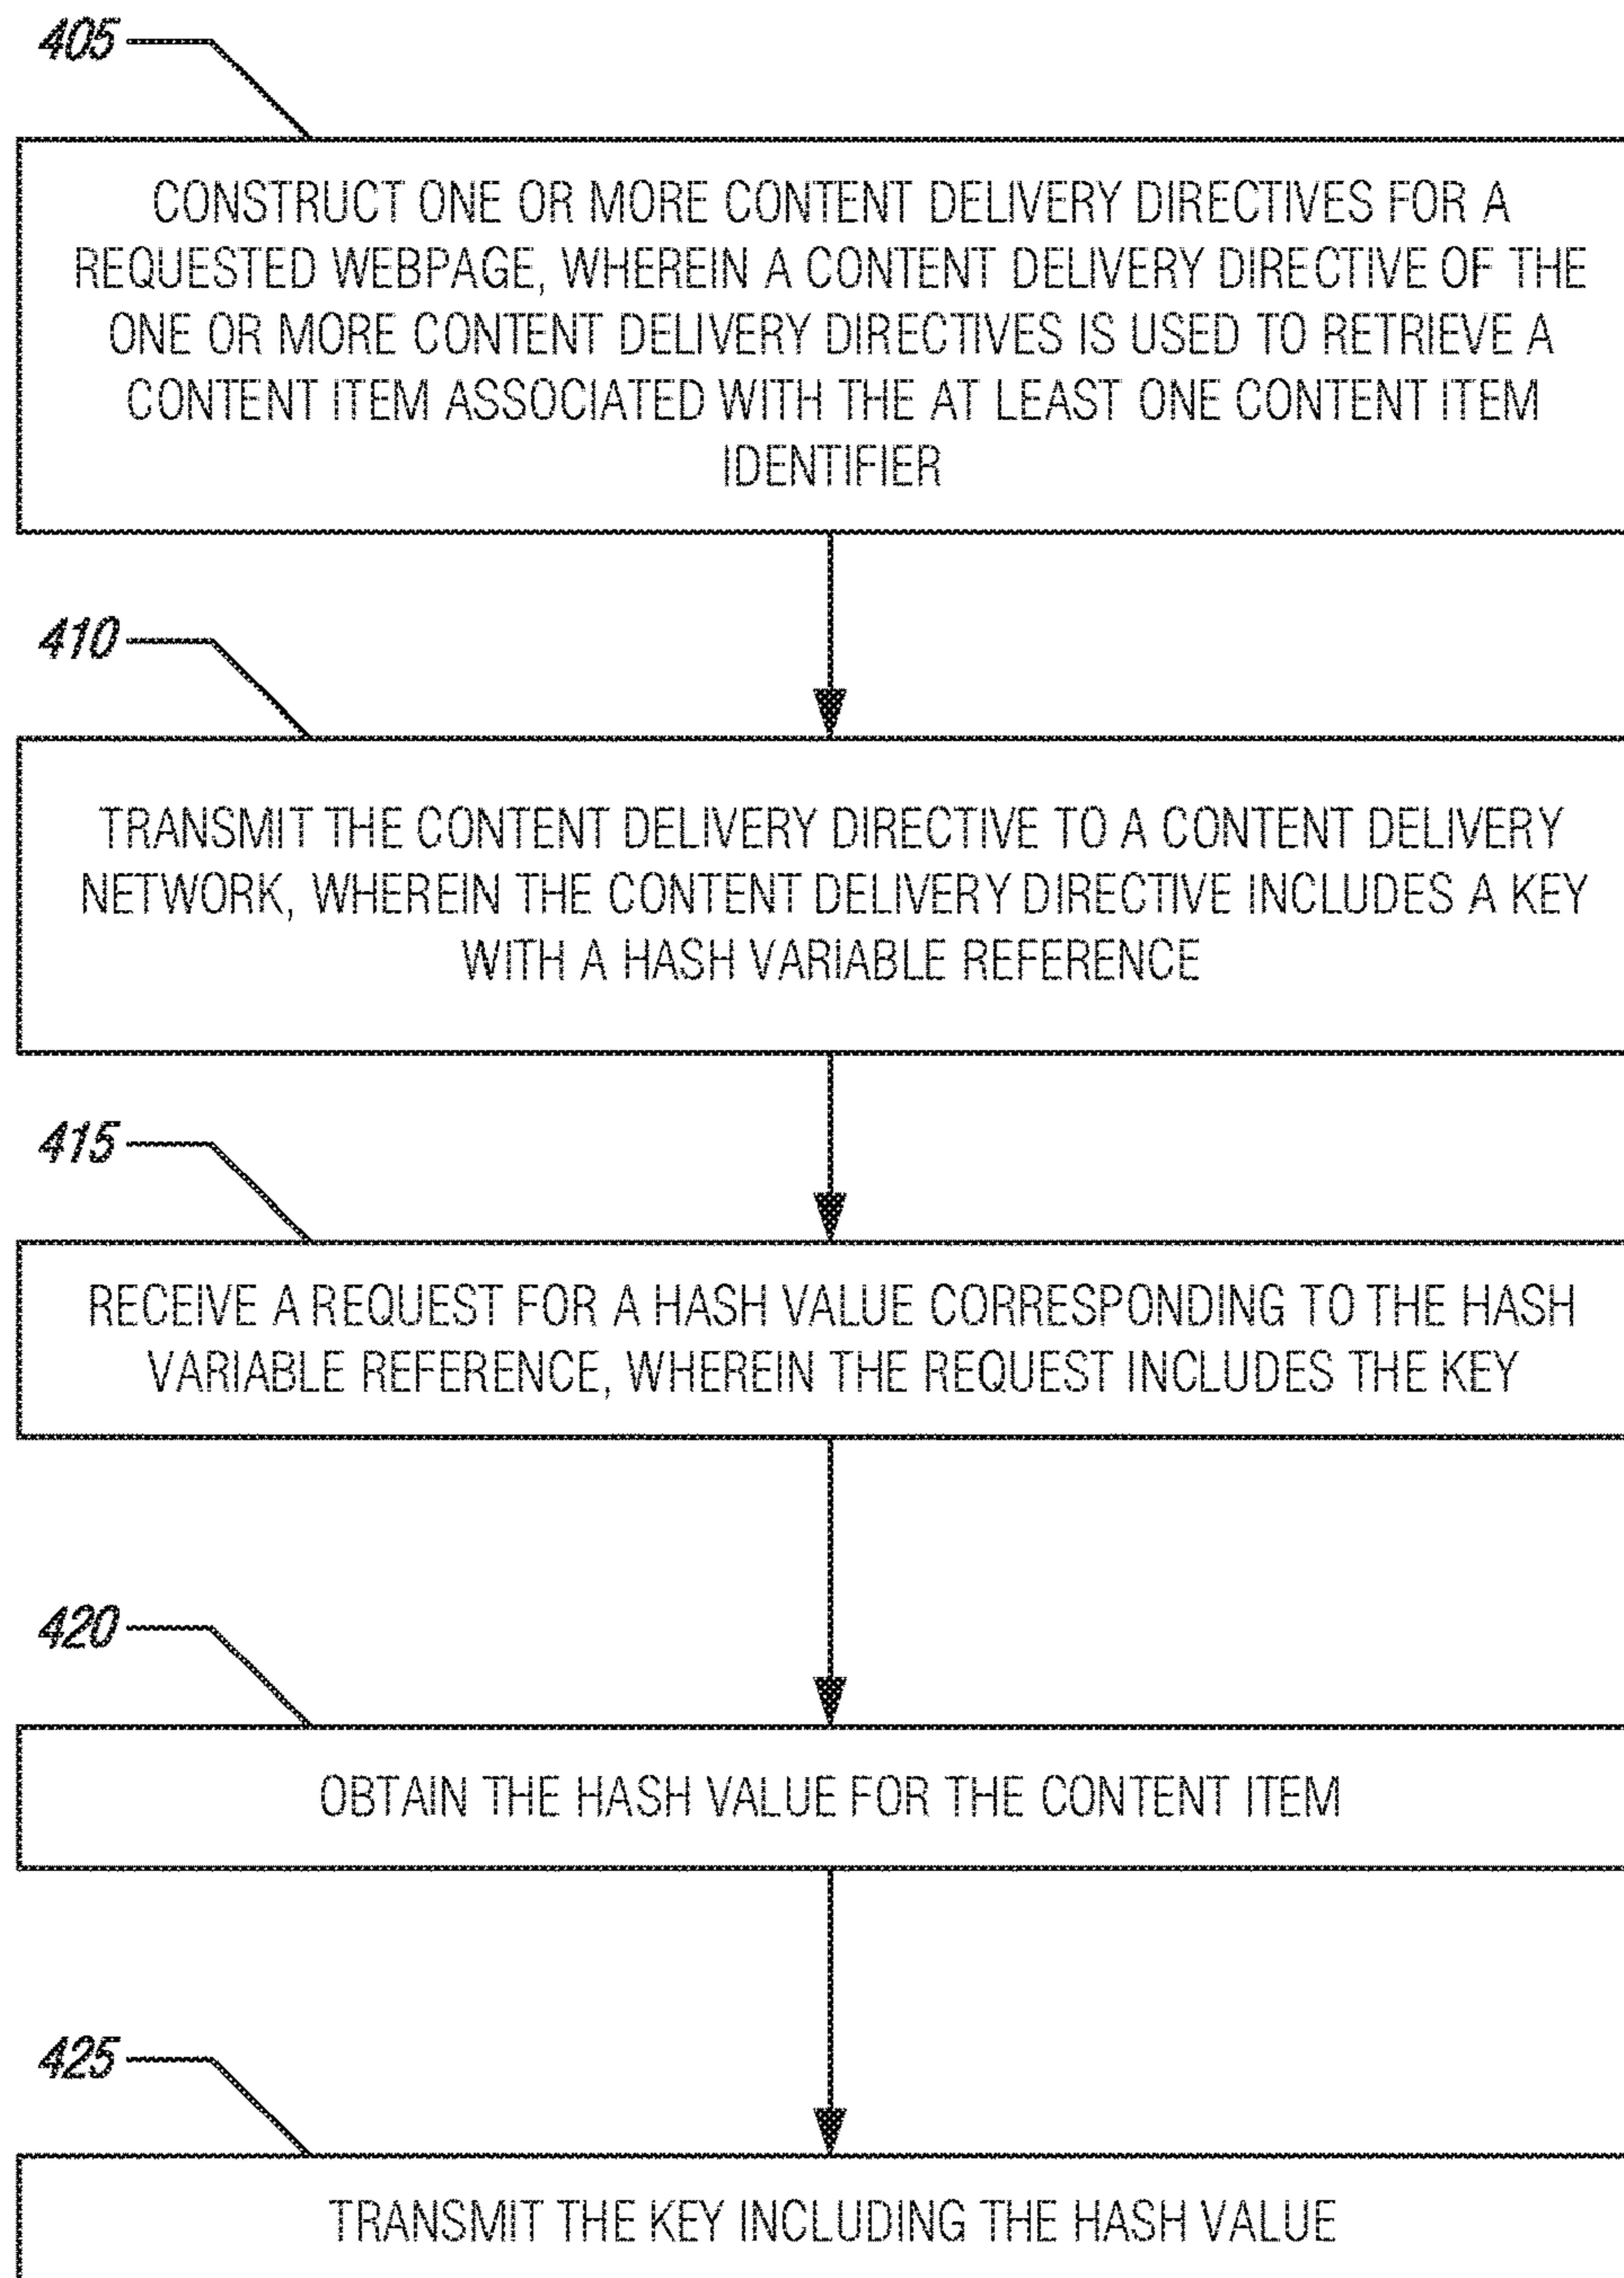 405
CONSTRUCT ONE OR MORE CONTENT DELIVERY DIRECTIVES FOR A
REQUESTED WEBPAGE, WHEREIN A CONTENT DELIVERY DIRECTIVE OF THE
ONE OR MORE CONTENT DELIVERY DIRECTIVES IS USED TO RETRIEVE A
CONTENT ITEM ASSOCIATED WITH THE AT LEAST ONE CONTENT ITEM
IDENTIFIER
410
TRANSMIT THE CONTENT DELIVERY DIRECTIVE TO A CONTENT DELIVERY
NETWORK, WHEREIN THE CONTENT DELIVERY DIRECTIVE INCLUDES A KEY
WITH A HASH VARIABLE REFERENCE
415
RECEIVE A REQUEST FOR A HASH VALUE CORRESPONDING TO THE HASH
VARIABLE REFERENCE, WHEREIN THE REQUEST INCLUDES THE KEY
420
OBTAIN THE HASH VALUE FOR THE CONTENT ITEM
425
TRANSMIT THE KEY INCLUDING THE HASH VALUE